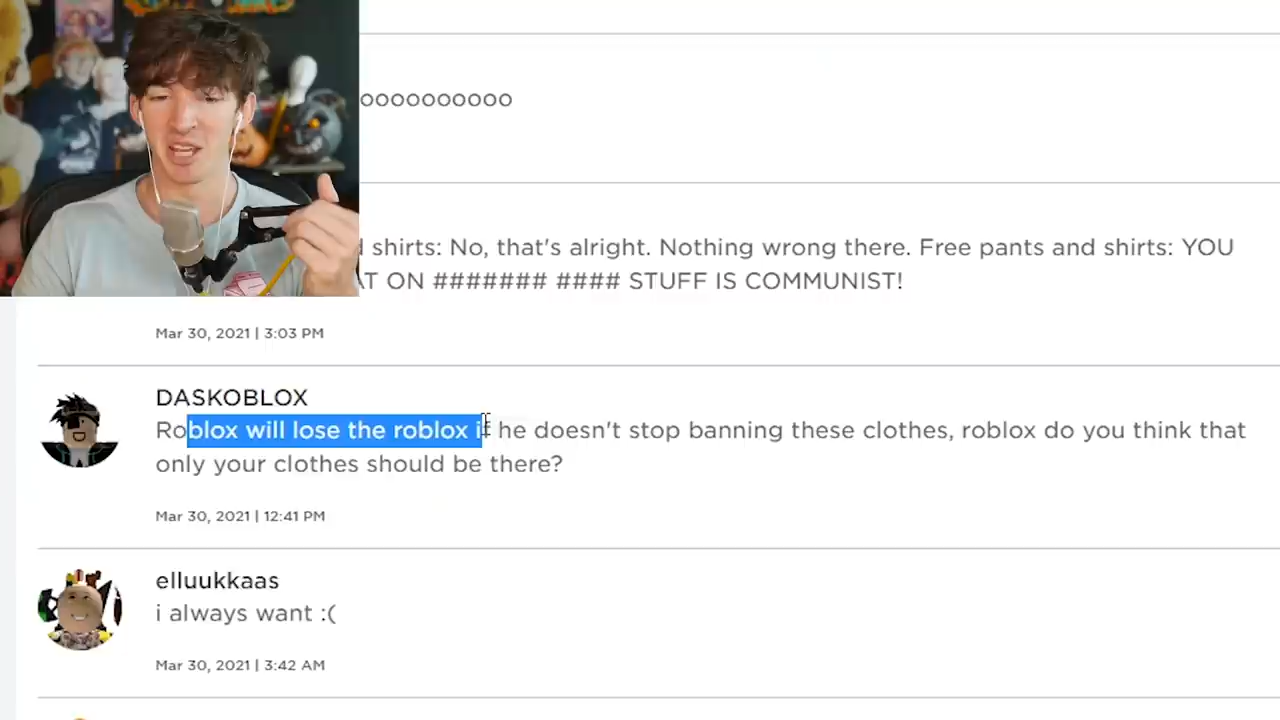 oooooooooo
shirts: No, that's alright. Nothing wrong there. Free pants and shirts: YOU
ON ####### #### STUFF IS COMMUNIST!
Mar 30, 2021 | 3:03 PM
DASKOBLOX
Roblox will lose the roblox if he doesn't stop banning these clothes, roblox do you think that
only your clothes should be there?
Mar 30, 2021 | 12:41 PM
elluukkaas
i always want :(
Mar 30, 2021 | 3:42 AM